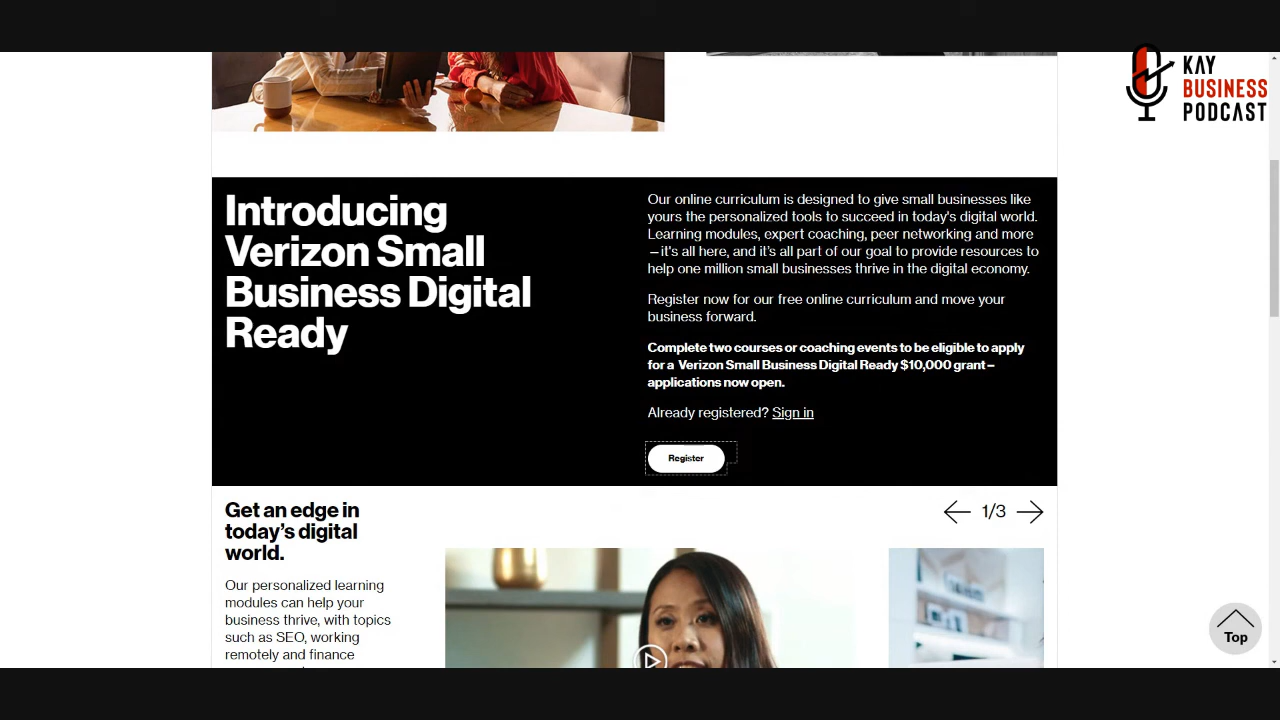 KAY
BUSINESS
PODCAST
Introducing
Verizon Small
Business Digital
Ready
Our online curriculum is designed to give small businesses like
yours the personalized tools to succeed in today's digital world.
Learning modules, expert coaching, peer networking and more
—it's all here, and it's all part of our goal to provide resources to
help one million small businesses thrive in the digital economy.
Register now for our free online curriculum and move your
business forward.
Complete two courses or coaching events to be eligible to apply
for a Verizon Small Business Digital Ready $10,000 grant–
applications now open.
Already registered? Sign in
Register
Get an edge in
today's digital
world.
1/3
Our personalized learning
modules can help your
business thrive, with topics
such as SEO, working
remotely and finance
Top